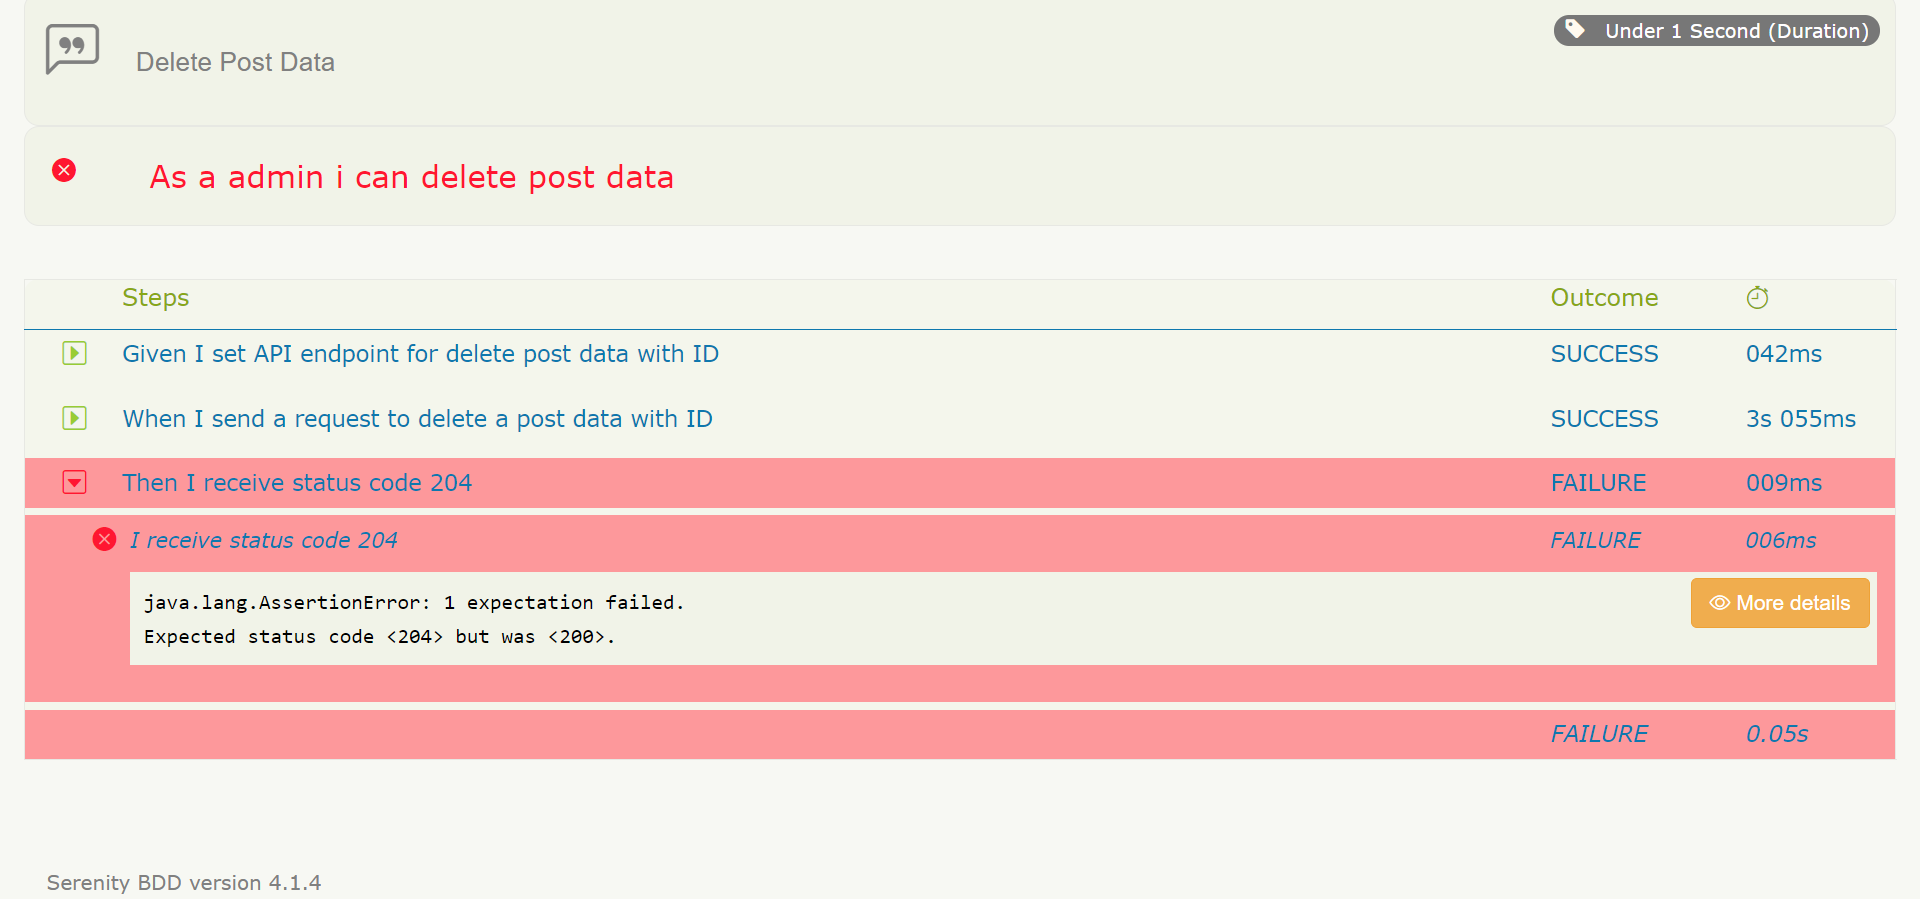 Delete Post Data
Under 1 Second (Duration)
As a admin i can delete post data
Steps Outcome
Given I set API endpoint for delete post data with ID SUCCESS 042ms
When I send a request to delete a post data with ID SUCCESS 3s 055ms
Then I receive status code 204 FAILURE 009ms
I receive status code 204 FAILURE 006ms
java.lang.AssertionError: 1 expectation failed.
Expected status code <204> but was <200>.
More details
FAILURE 0.05s
Serenity BDD version 4.1.4